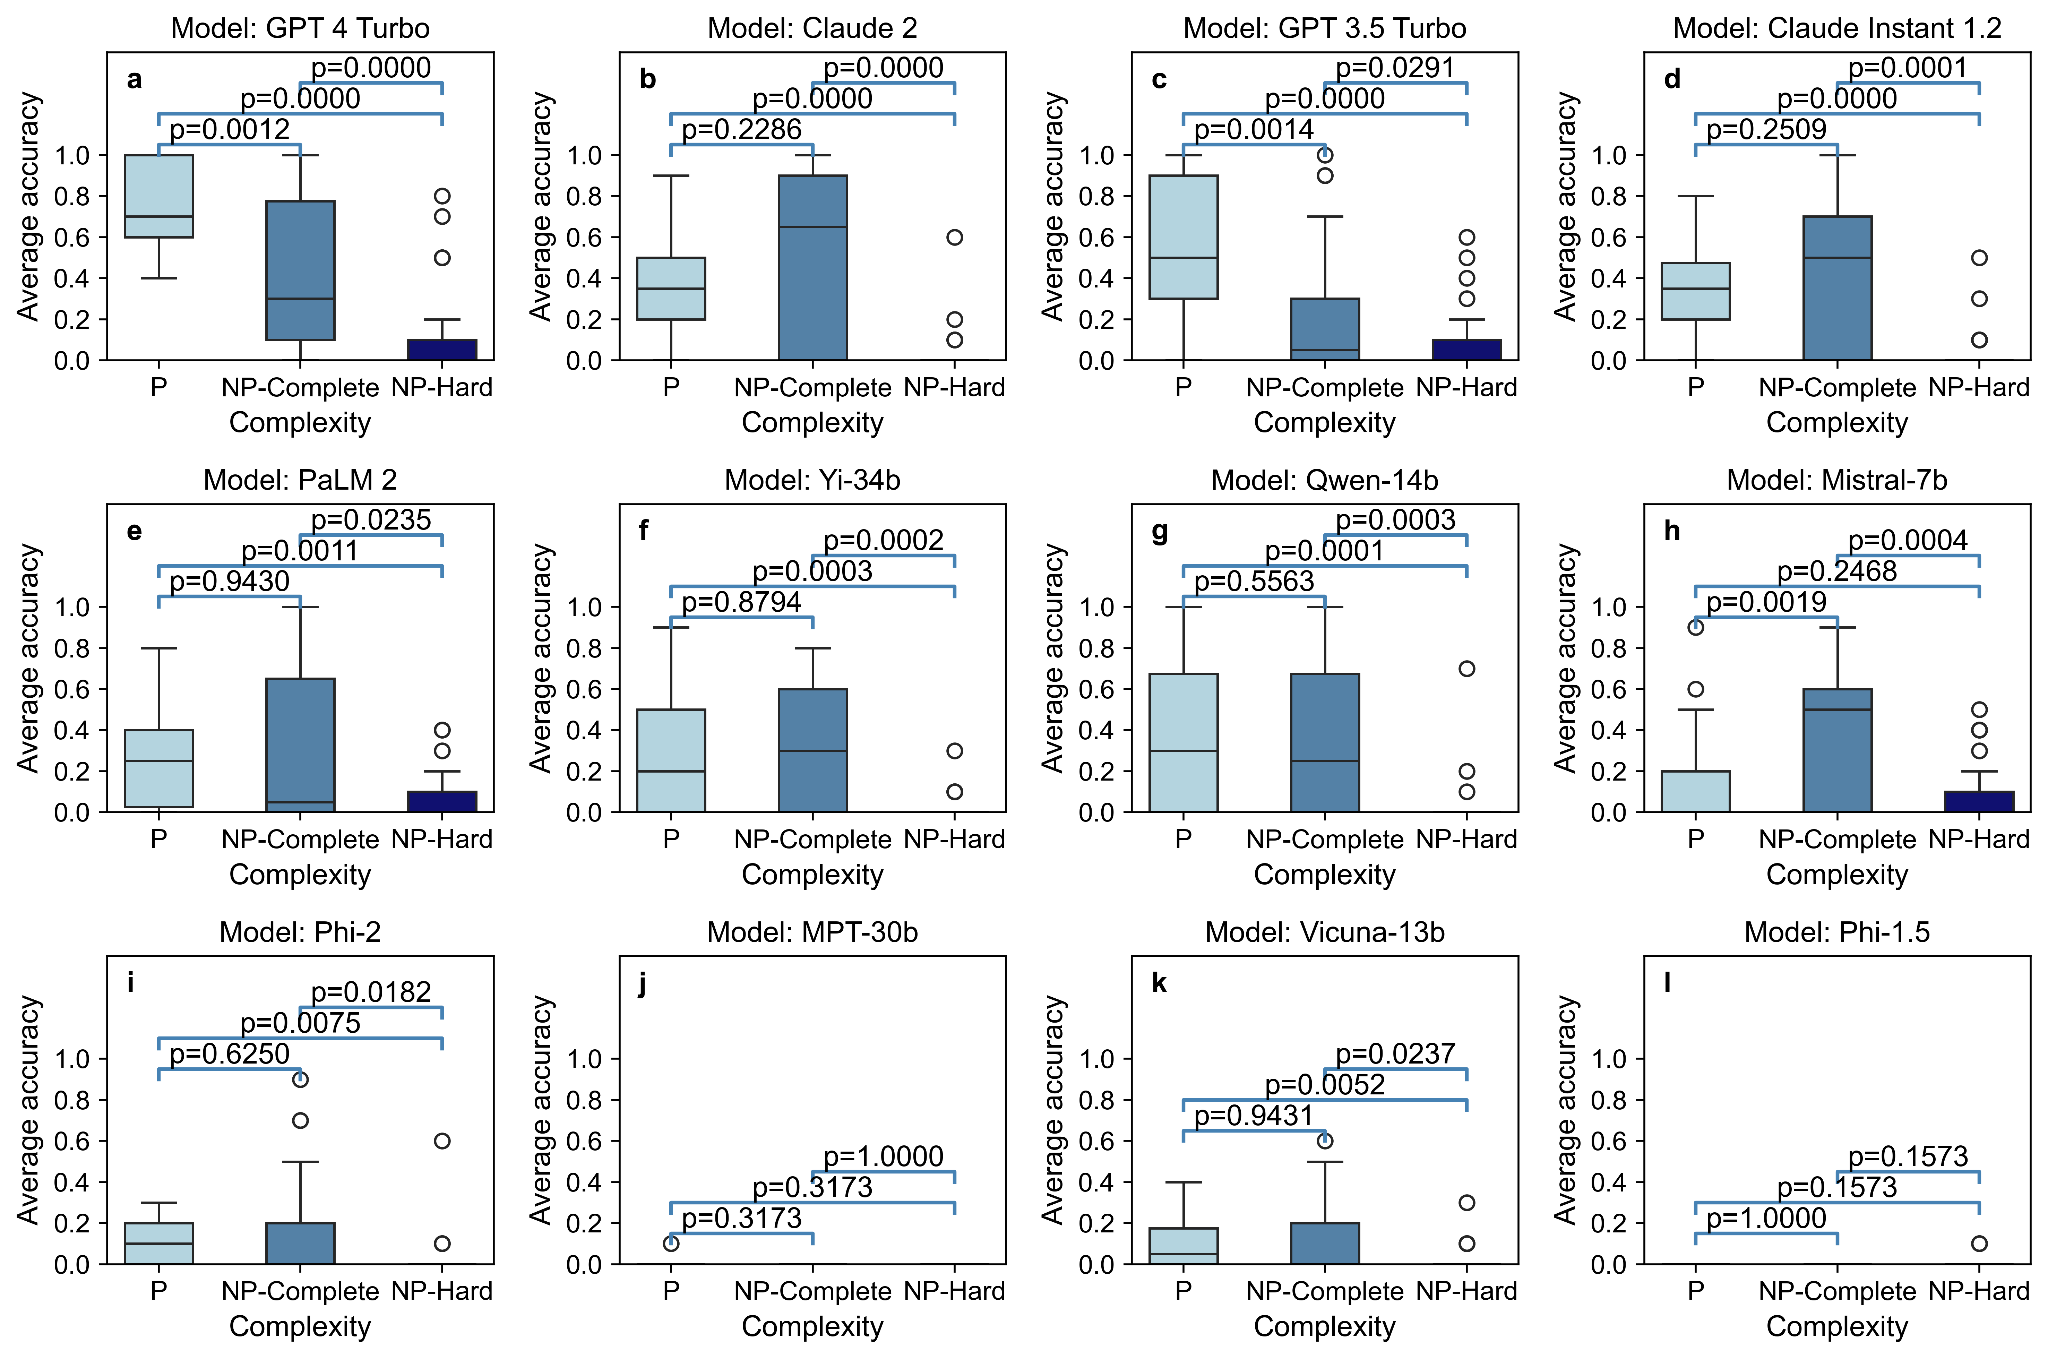 Model: GPT 4 Turbo
a
p=0.0000
p=0.0000
p=0.0012
Average accuracy
1.0
0.8
0.6
0.4
0.2
0.0
P NP-Complete NP-Hard
Complexity
Model: Claude 2
b
p=0.0000
p=0.0000
p=0.2286
Average accuracy
1.0
0.8
0.6
0.4
0.2
0.0
P NP-Complete NP-Hard
Complexity
Model: GPT 3.5 Turbo
c
p=0.0291
p=0.0000
p=0.0014
Average accuracy
1.0
0.8
0.6
0.4
0.2
0.0
P NP-Complete NP-Hard
Complexity
Model: Claude Instant 1.2
d
p=0.0001
p=0.0000
p=0.2509
Average accuracy
1.0
0.8
0.6
0.4
0.2
0.0
P NP-Complete NP-Hard
Complexity
Model: PaLM 2
e
p=0.0235
p=0.0011
p=0.9430
Average accuracy
1.0
0.8
0.6
0.4
0.2
0.0
P NP-Complete NP-Hard
Complexity
Model: Yi-34b
f
p=0.0002
p=0.0003
p=0.8794
Average accuracy
1.0
0.8
0.6
0.4
0.2
0.0
P NP-Complete NP-Hard
Complexity
Model: Qwen-14b
g
p=0.0003
p=0.0001
p=0.5563
Average accuracy
1.0
0.8
0.6
0.4
0.2
0.0
P NP-Complete NP-Hard
Complexity
Model: Mistral-7b
h
p=0.0004
p=0.2468
p=0.0019
Average accuracy
1.0
0.8
0.6
0.4
0.2
0.0
P NP-Complete NP-Hard
Complexity
Model: Phi-2
i
p=0.0182
p=0.0075
p=0.6250
Average accuracy
1.0
0.8
0.6
0.4
0.2
0.0
P NP-Complete NP-Hard
Complexity
Model: MPT-30b
j
p=1.0000
p=0.3173
p=0.3173
Average accuracy
1.0
0.8
0.6
0.4
0.2
0.0
P NP-Complete NP-Hard
Complexity
Model: Vicuna-13b
k
p=0.0237
p=0.0052
p=0.9431
Average accuracy
1.0
0.8
0.6
0.4
0.2
0.0
P NP-Complete NP-Hard
Complexity
Model: Phi-1.5
l
p=0.1573
p=0.1573
p=1.0000
Average accuracy
1.0
0.8
0.6
0.4
0.2
0.0
P NP-Complete NP-Hard
Complexity